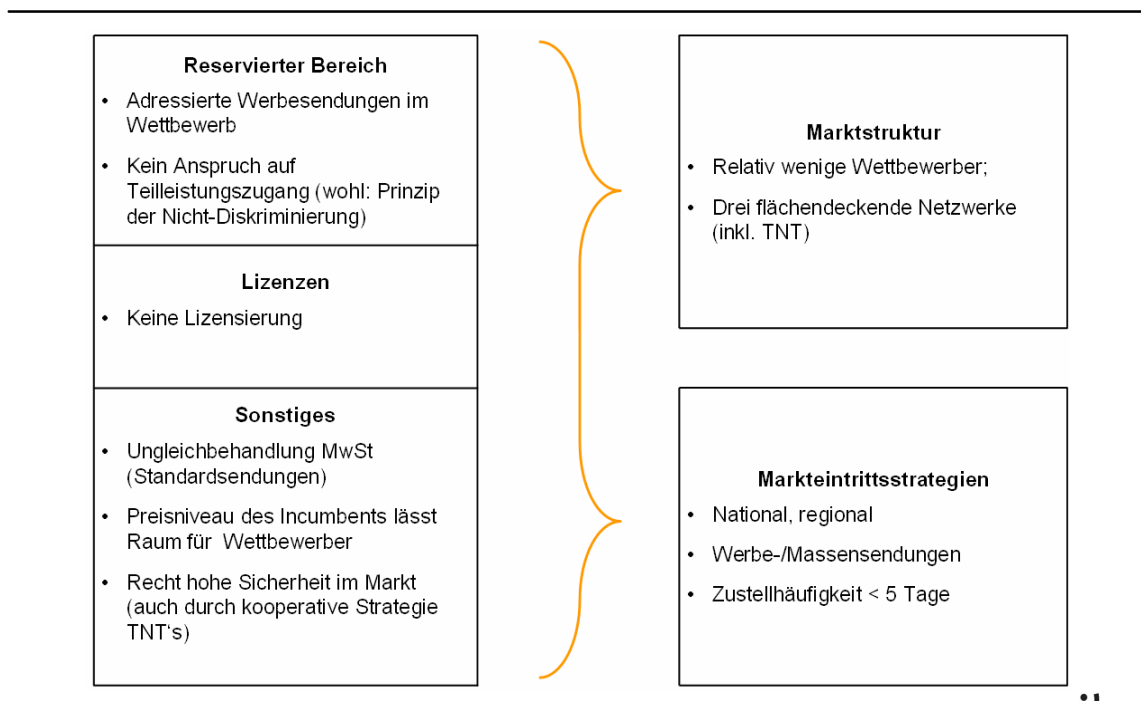 Reservierter Bereich
• Adressierte Werbesendungen im
Wettbewerb
• Kein Anspruch auf
Teilleistungszugang (wohl: Prinzip
der Nicht-Diskriminierung)
Lizenzen
• Keine Lizensierung
Sonstiges
• Ungleichbehandlung MwSt
(Standardsendungen)
• Preisniveau des Incumbents lässt
Raum für Wettbewerber
• Recht hohe Sicherheit im Markt
(auch durch kooperative Strategie
TNT's)
Marktstruktur
• Relativ wenige Wettbewerber;
• Drei flächendeckende Netzwerke
(inkl. TNT)
Markteintrittsstrategien
• National, regional
• Werbe-/Massensendungen
• Zustellhäufigkeit < 5 Tage